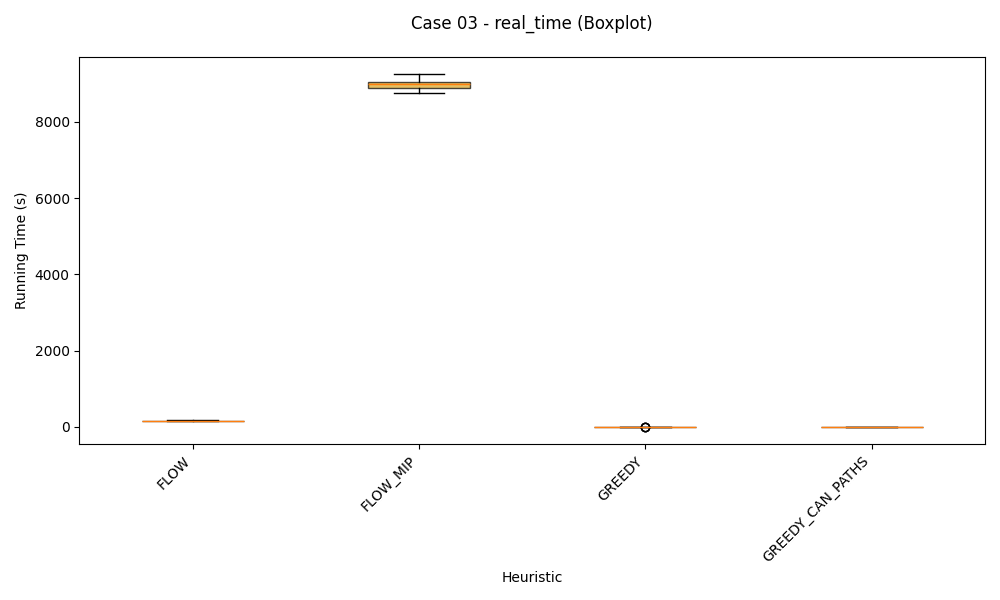 Case 03 - real_time (Boxplot)
Running Time (s)
8000
6000
4000
2000
0
FLOW
FLOW_MIP
GREEDY
GREEDY_CAN_PATHS
Heuristic